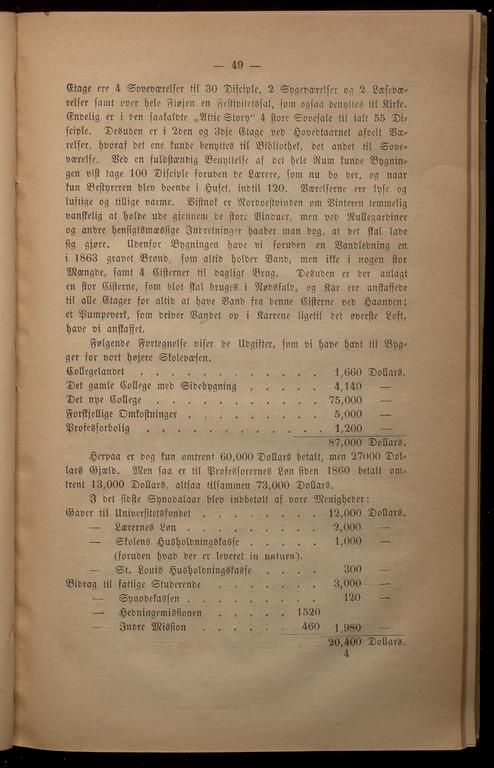 — 49 —
Etage ere 4 Soveværelser til 30 Disciple, 2 Sygeværelser og 2 Læsevæ-
relser samt over hele Fløjen en Festivitetssal, som ogsaa benyttes til Kirke.
Endelig er i den saakaldte „Attic Story“ 4 store Sovesale til ialt 55 Di-
sciple. Desuden er i 2den og 3dje Etage ved Hovedtaarnet afdelt Væ-
relser, hvoraf det ene kunde benyttes til Bibliothek, det andet til Sove-
værelse. Ved en fuldstændig Benyttelse af det hele Rum kunde Bygnin-
gen vist tage 100 Disciple foruden de Lærere, som nu bo der, og naar
kun Bestyreren blev boende i Huset, indtil 120. Værelserne ere lyse og
luftige og tillige varme. Vistnok er Nordvestvinden om Vinteren temmelig
vanskelig at holde ude gjennem de store Vinduer, men ved Rullegardiner
og andre hensigtsmæssige Indretninger haaber man dog, at det skal lade
sig gjøre. Udenfor Bygningen have vi foruden en Vandledning en
i 1863 gravet Brønd, som altid holder Vand, men ikke i nogen stor
Mængde, samt 4 Cisterner til dagligt Brug. Desuden er der anlagt
en stor Cisterne, som blot skal bruges i Nødsfald, og Kar ere anskaffede
til alle Etager for altid at have Vand fra denne Cisterne ved Haanden;
et Pumpeverk, som driver Vandet op i Karrene ligetil det øverste Loft,
have vi anskaffet.
Følgende Fortegnelse viser de Udgifter, som vi have havt til Byg-
ger for vort højere Skolevæsen.
Collegelandet . . . . . . . . . . 1,660 Dollars.
Det gamle College med Sidebygning . . . . . 4,140 —
Det nye College . . . . . . . . . 75,000 —
Forskjellige Omkostninger . . . . . . . 5,000 —
Professorbolig . . . . . . . . . . 1,200 —
87,000 Dollars.
Herpaa er dog kun omtrent 60,000 Dollars betalt, men 27000 Dol-
lars Gjæld. Men saa er til Professorernes Løn siden 1860 betalt om-
trent 13,000 Dollars, altsaa tilsammen 73,000 Dollars.
I det sidste Synodalaar blev indbetalt af vore Menigheder:
Gaver til Universitetsfondet . . . . . . . 12,000 Dollars.
— Lærernes Løn . . . . . . . 2,000 —
— Skolens Husholdningskasse . . . . . 1,000 —
(foruden hvad der er leveret in natura).
— St. Louis Husholdningskasse . . . . 300 —
Bidrag til fattige Studerende . . . . . . 3,000 —
— Synodekassen . . . . . . . . 120 —
— Hedningemissionen . . . . . 1520
— Indre Mission . . . . . 460 1,980 —
20,400 Dollars.
4